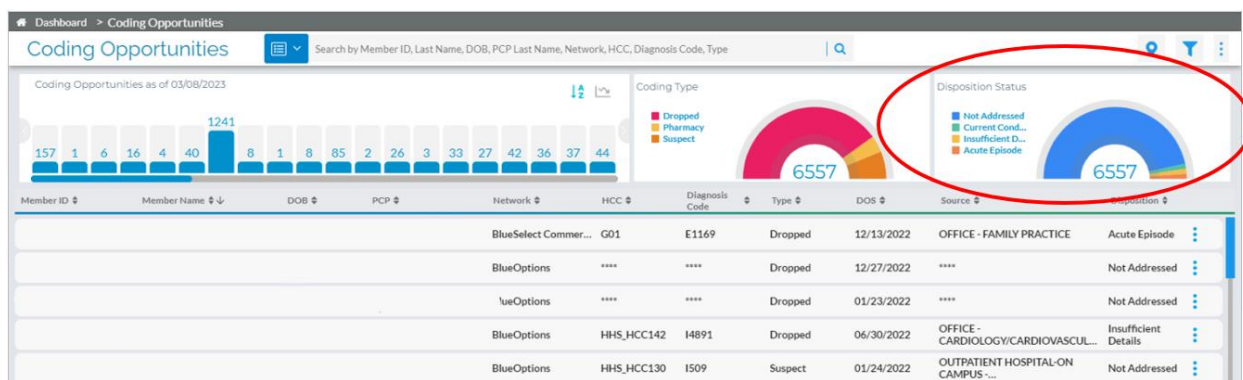 Dashboard > Coding Opportunities
Coding Opportunities
Search by Member ID, Last Name, DOB, PCP Last Name, Network, HCC, Diagnosis Code, Type
Coding Opportunities as of 03/08/2023
157 1 6 16 4 40 1241 8 1 8 85 2 26 3 33 27 42 36 37 44
Coding Type
Dropped
Pharmacy
Suspect
6557
Disposition Status
Not Addressed
Current Cond...
Insufficient D...
Acute Episode
6557
Member ID Member Name DOB PCP Network HCC Diagnosis Code Type DOS Source Disposition
BlueSelect Commer... G01 E1169 Dropped 12/13/2022 OFFICE - FAMILY PRACTICE Acute Episode
BlueOptions **** **** Dropped 12/27/2022 **** Not Addressed
lueOptions **** **** Dropped 01/23/2022 **** Not Addressed
BlueOptions HHS_HCC142 I4891 Dropped 06/30/2022 OFFICE - CARDIOLOGY/CARDIOVASCUL... Insufficient Details
BlueOptions HHS_HCC130 I509 Suspect 01/24/2022 OUTPATIENT HOSPITAL-ON CAMPUS -... Not Addressed